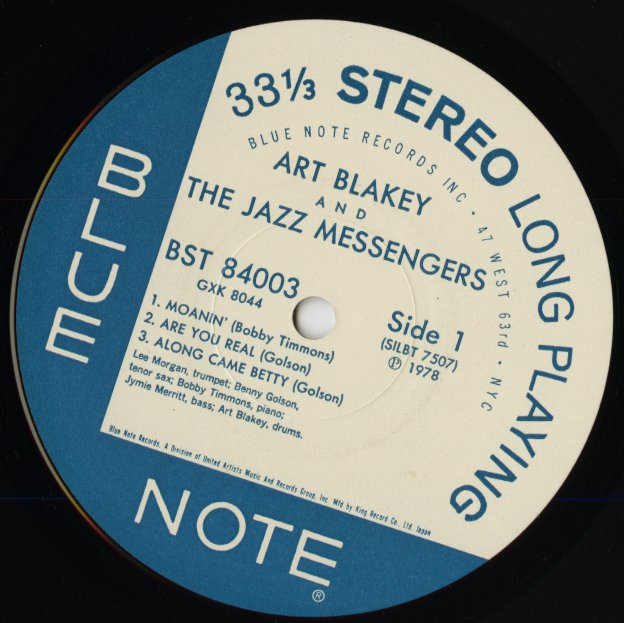 33⅓ STEREO LONG PLAYING
BLUE NOTE RECORDS INC · 47 WEST 63rd · NYC
ART BLAKEY
AND
THE JAZZ MESSENGERS
BST 84003
GXK 8044
Side 1
(SILBT 7507)
℗ 1978
1. MOANIN' (Bobby Timmons)
2. ARE YOU REAL (Golson)
3. ALONG CAME BETTY (Golson)
Lee Morgan, trumpet; Benny Golson,
tenor sax; Bobby Timmons, piano;
Jymie Merritt, bass; Art Blakey, drums.
Blue Note Records, A Division of United Artists Music And Records Group, Inc. Mfd by King Record Co., Ltd. Japan
BLUE
NOTE®